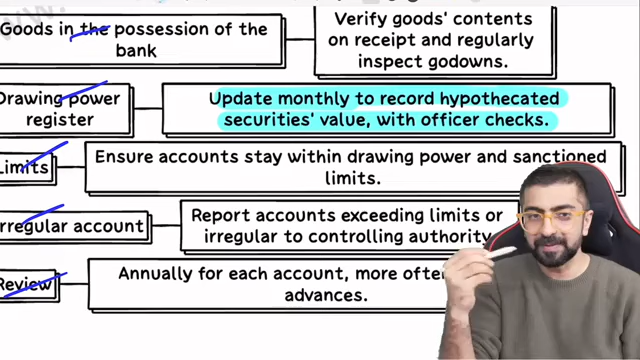 Goods in the possession of the
bank
Verify goods' contents
on receipt and regularly
inspect godowns.
Drawing power
register
Update monthly to record hypothecated
securities' value, with officer checks.
Limits
Ensure accounts stay within drawing power and sanctioned
limits.
Irregular account
Report accounts exceeding limits or
irregular to controlling authority
Review
Annually for each account, more
advances.